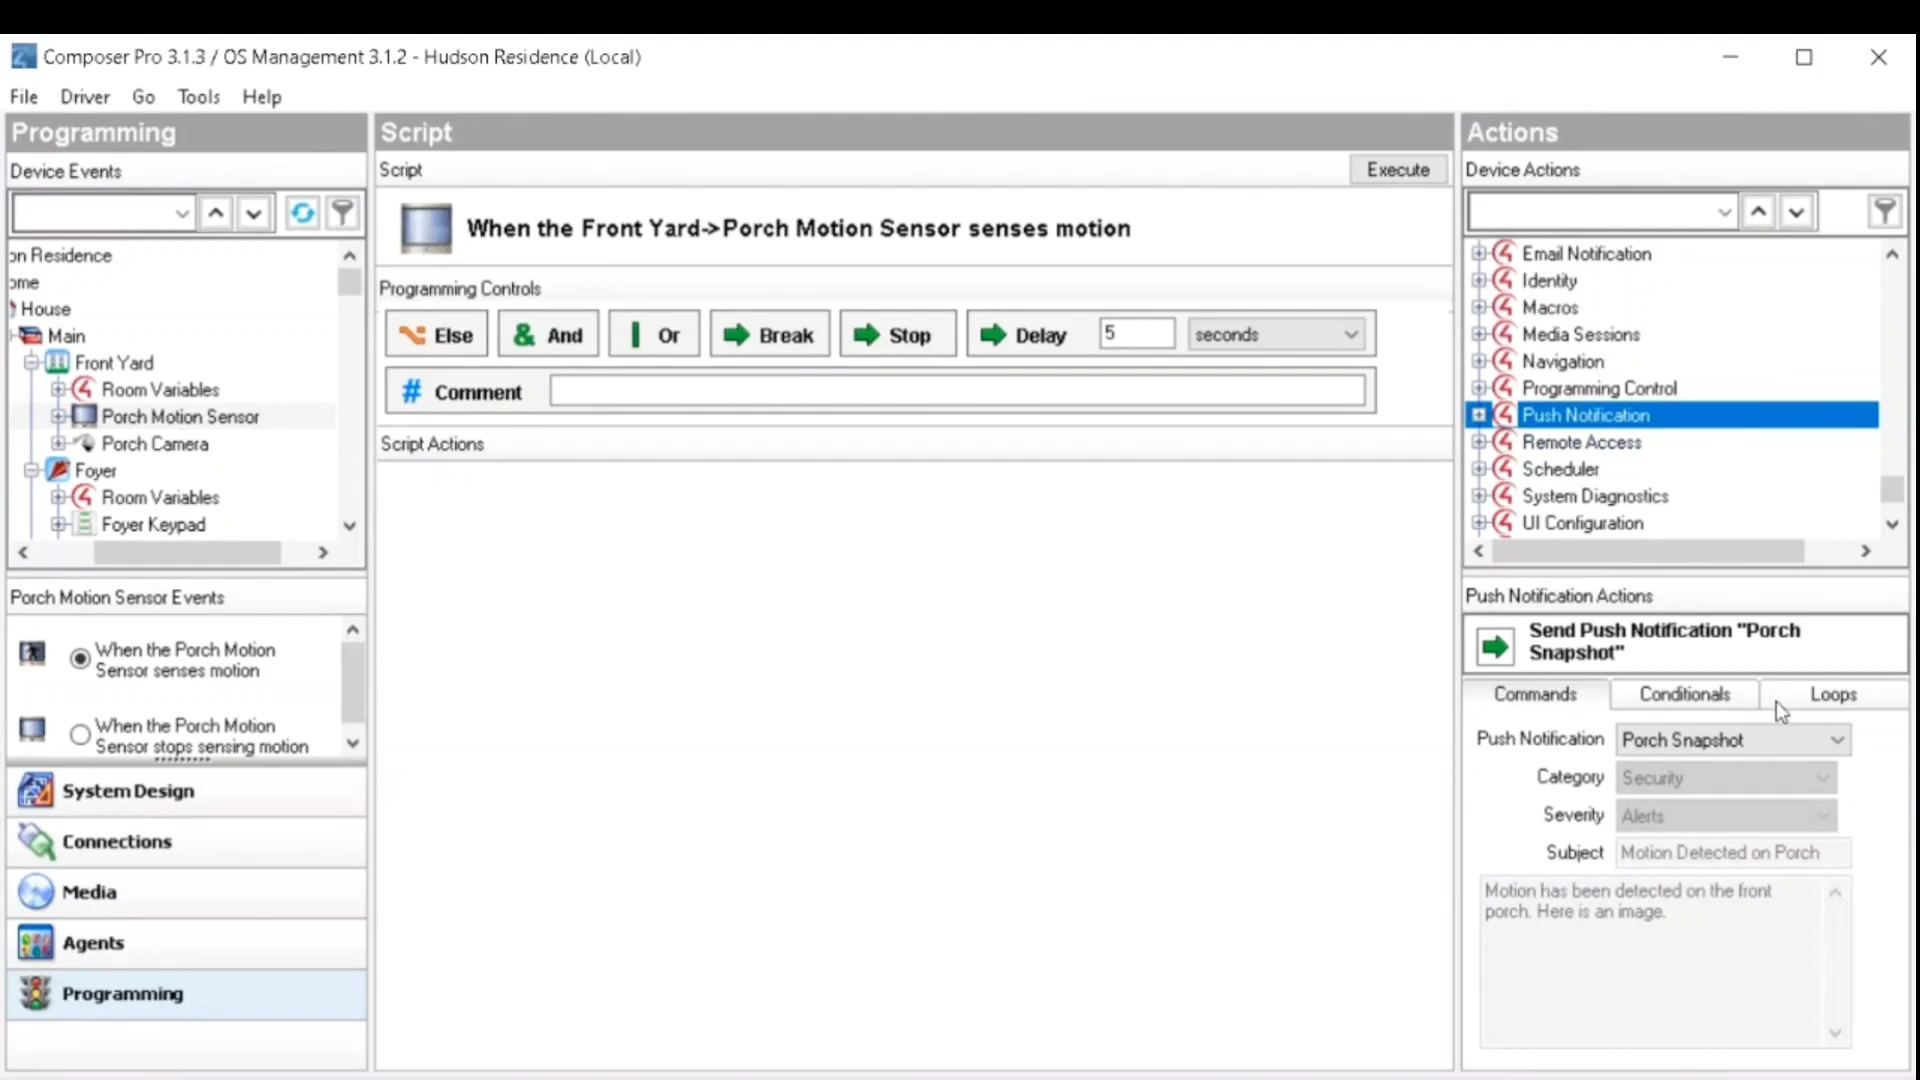 Composer Pro 3.1.3 / OS Management 3.1.2 - Hudson Residence (Local)
File Driver Go Tools Help
Programming
Device Events
on Residence
ome
House
Main
Front Yard
Room Variables
Porch Motion Sensor
Porch Camera
Foyer
Room Variables
Foyer Keypad
Porch Motion Sensor Events
When the Porch Motion
Sensor senses motion
When the Porch Motion
Sensor stops sensing motion
System Design
Connections
Media
Agents
Programming
Script
Script Execute
When the Front Yard->Porch Motion Sensor senses motion
Programming Controls
Else & And Or Break Stop Delay 5 seconds
# Comment
Script Actions
Actions
Device Actions
Email Notification
Identity
Macros
Media Sessions
Navigation
Programming Control
Push Notification
Remote Access
Scheduler
System Diagnostics
UI Configuration
Push Notification Actions
Send Push Notification "Porch
Snapshot"
Commands Conditionals Loops
Push Notification Porch Snapshot
Category Security
Severity Alerts
Subject Motion Detected on Porch
Motion has been detected on the front
porch. Here is an image.